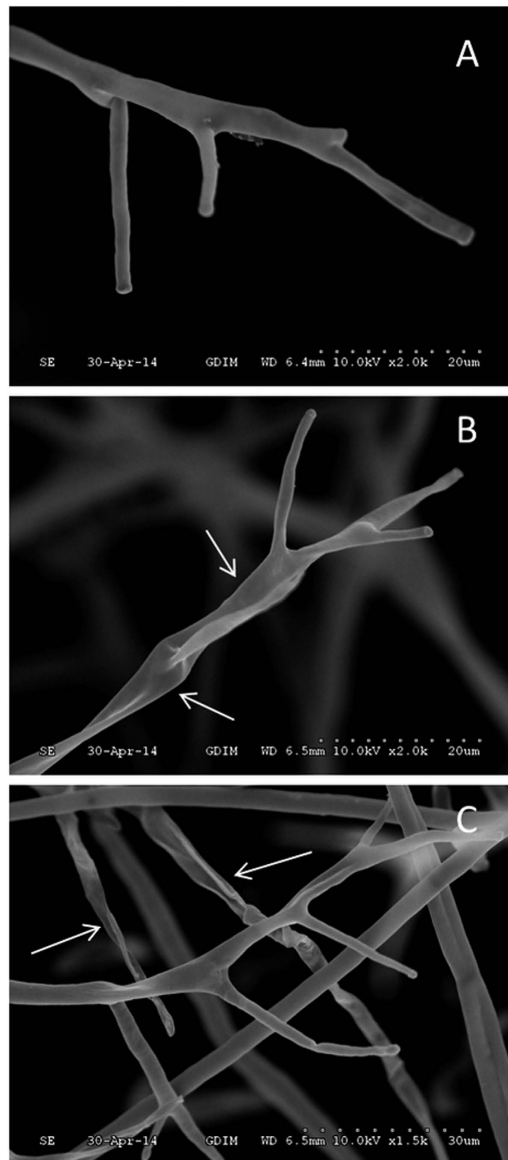 A
SE 30-Apr-14 GDIM WD 6.4mm 10.0kV x2.0k 20um
B
SE 30-Apr-14 GDIM WD 6.5mm 10.0kV x2.0k 20um
C
SE 30-Apr-14 GDIM WD 6.5mm 10.0kV x1.5k 30um